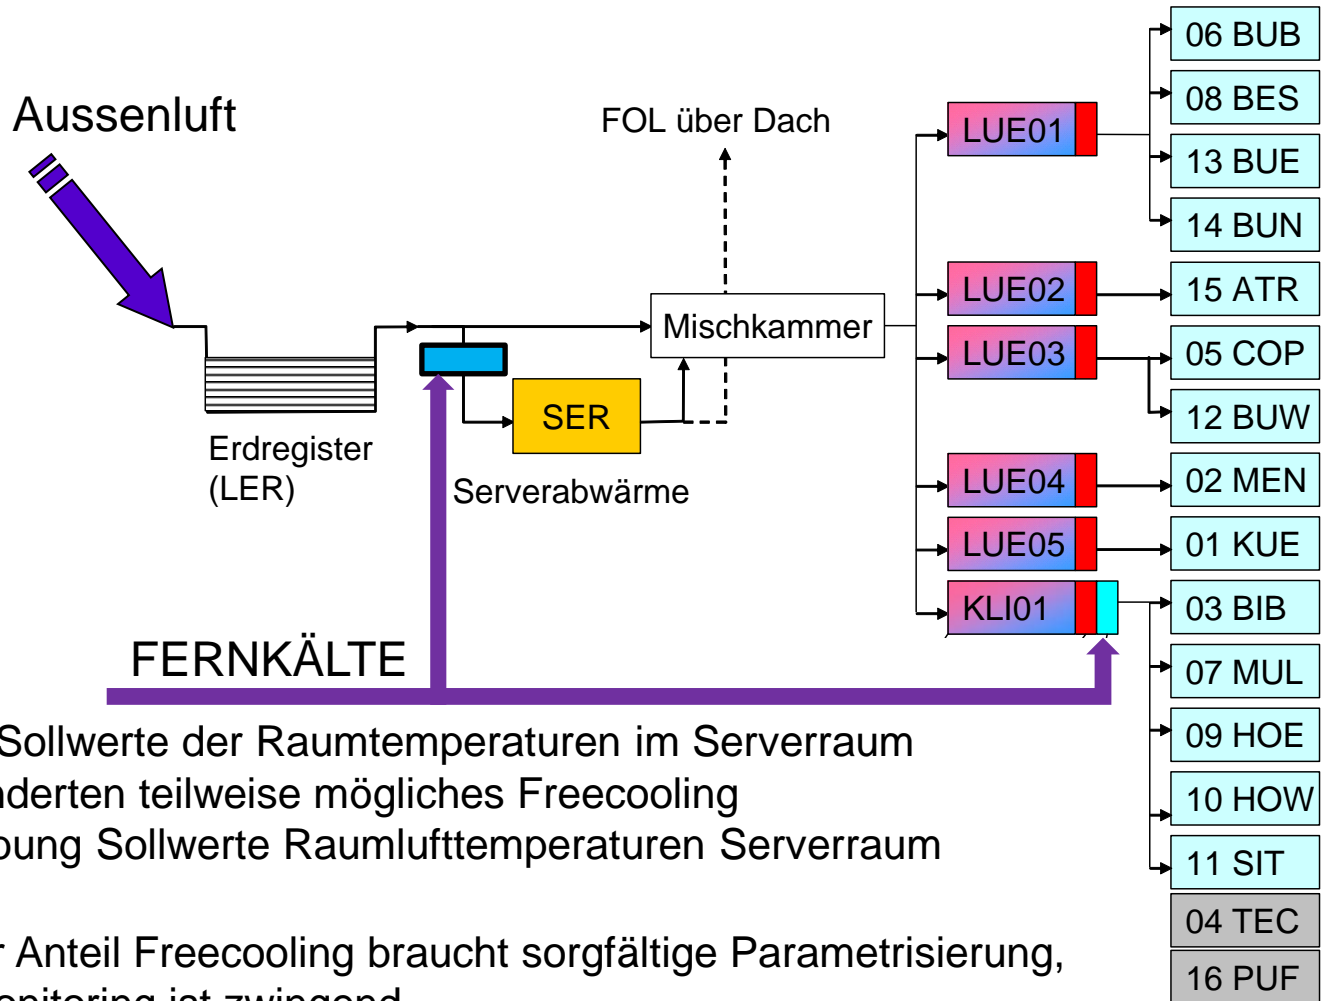 Aussenluft
FOL über Dach
Mischkammer
SER
Erdregister
(LER)
Serverabwärme
LUE01
LUE02
LUE03
LUE04
LUE05
KLI01
06 BUB
08 BES
13 BUE
14 BUN
15 ATR
05 COP
12 BUW
02 MEN
01 KUE
03 BIB
07 MUL
09 HOE
10 HOW
11 SIT
04 TEC
16 PUF
FERNKÄLTE
Sollwerte der Raumtemperaturen im Serverraum
teilweise mögliches Freecooling
Sollwerte Raumlufttemperaturen Serverraum
Anteil Freecooling braucht sorgfältige Parametrisierung,
ist zwingend